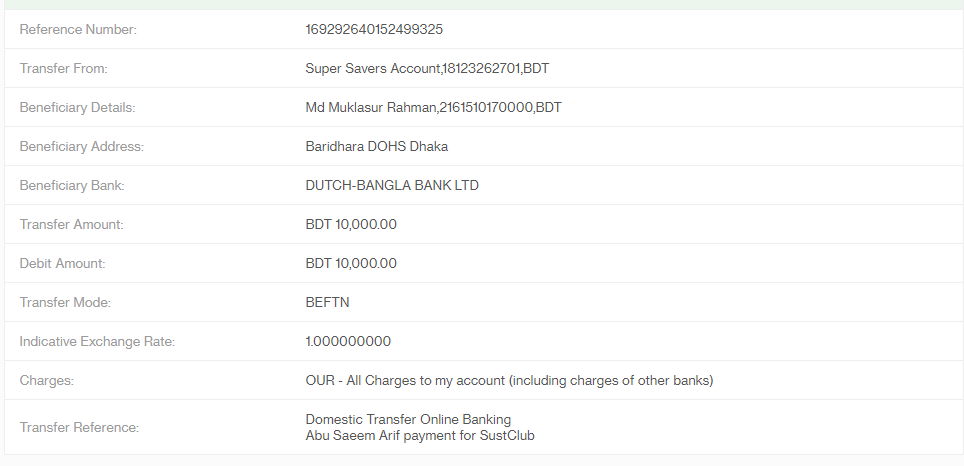 Reference Number: 169292640152499325
Transfer From: Super Savers Account,18123262701,BDT
Beneficiary Details: Md Muklasur Rahman,2161510170000,BDT
Beneficiary Address: Baridhara DOHS Dhaka
Beneficiary Bank: DUTCH-BANGLA BANK LTD
Transfer Amount: BDT 10,000.00
Debit Amount: BDT 10,000.00
Transfer Mode: BEFTN
Indicative Exchange Rate: 1.000000000
Charges: OUR - All Charges to my account (including charges of other banks)
Transfer Reference: Domestic Transfer Online Banking
Abu Saeem Arif payment for SustClub